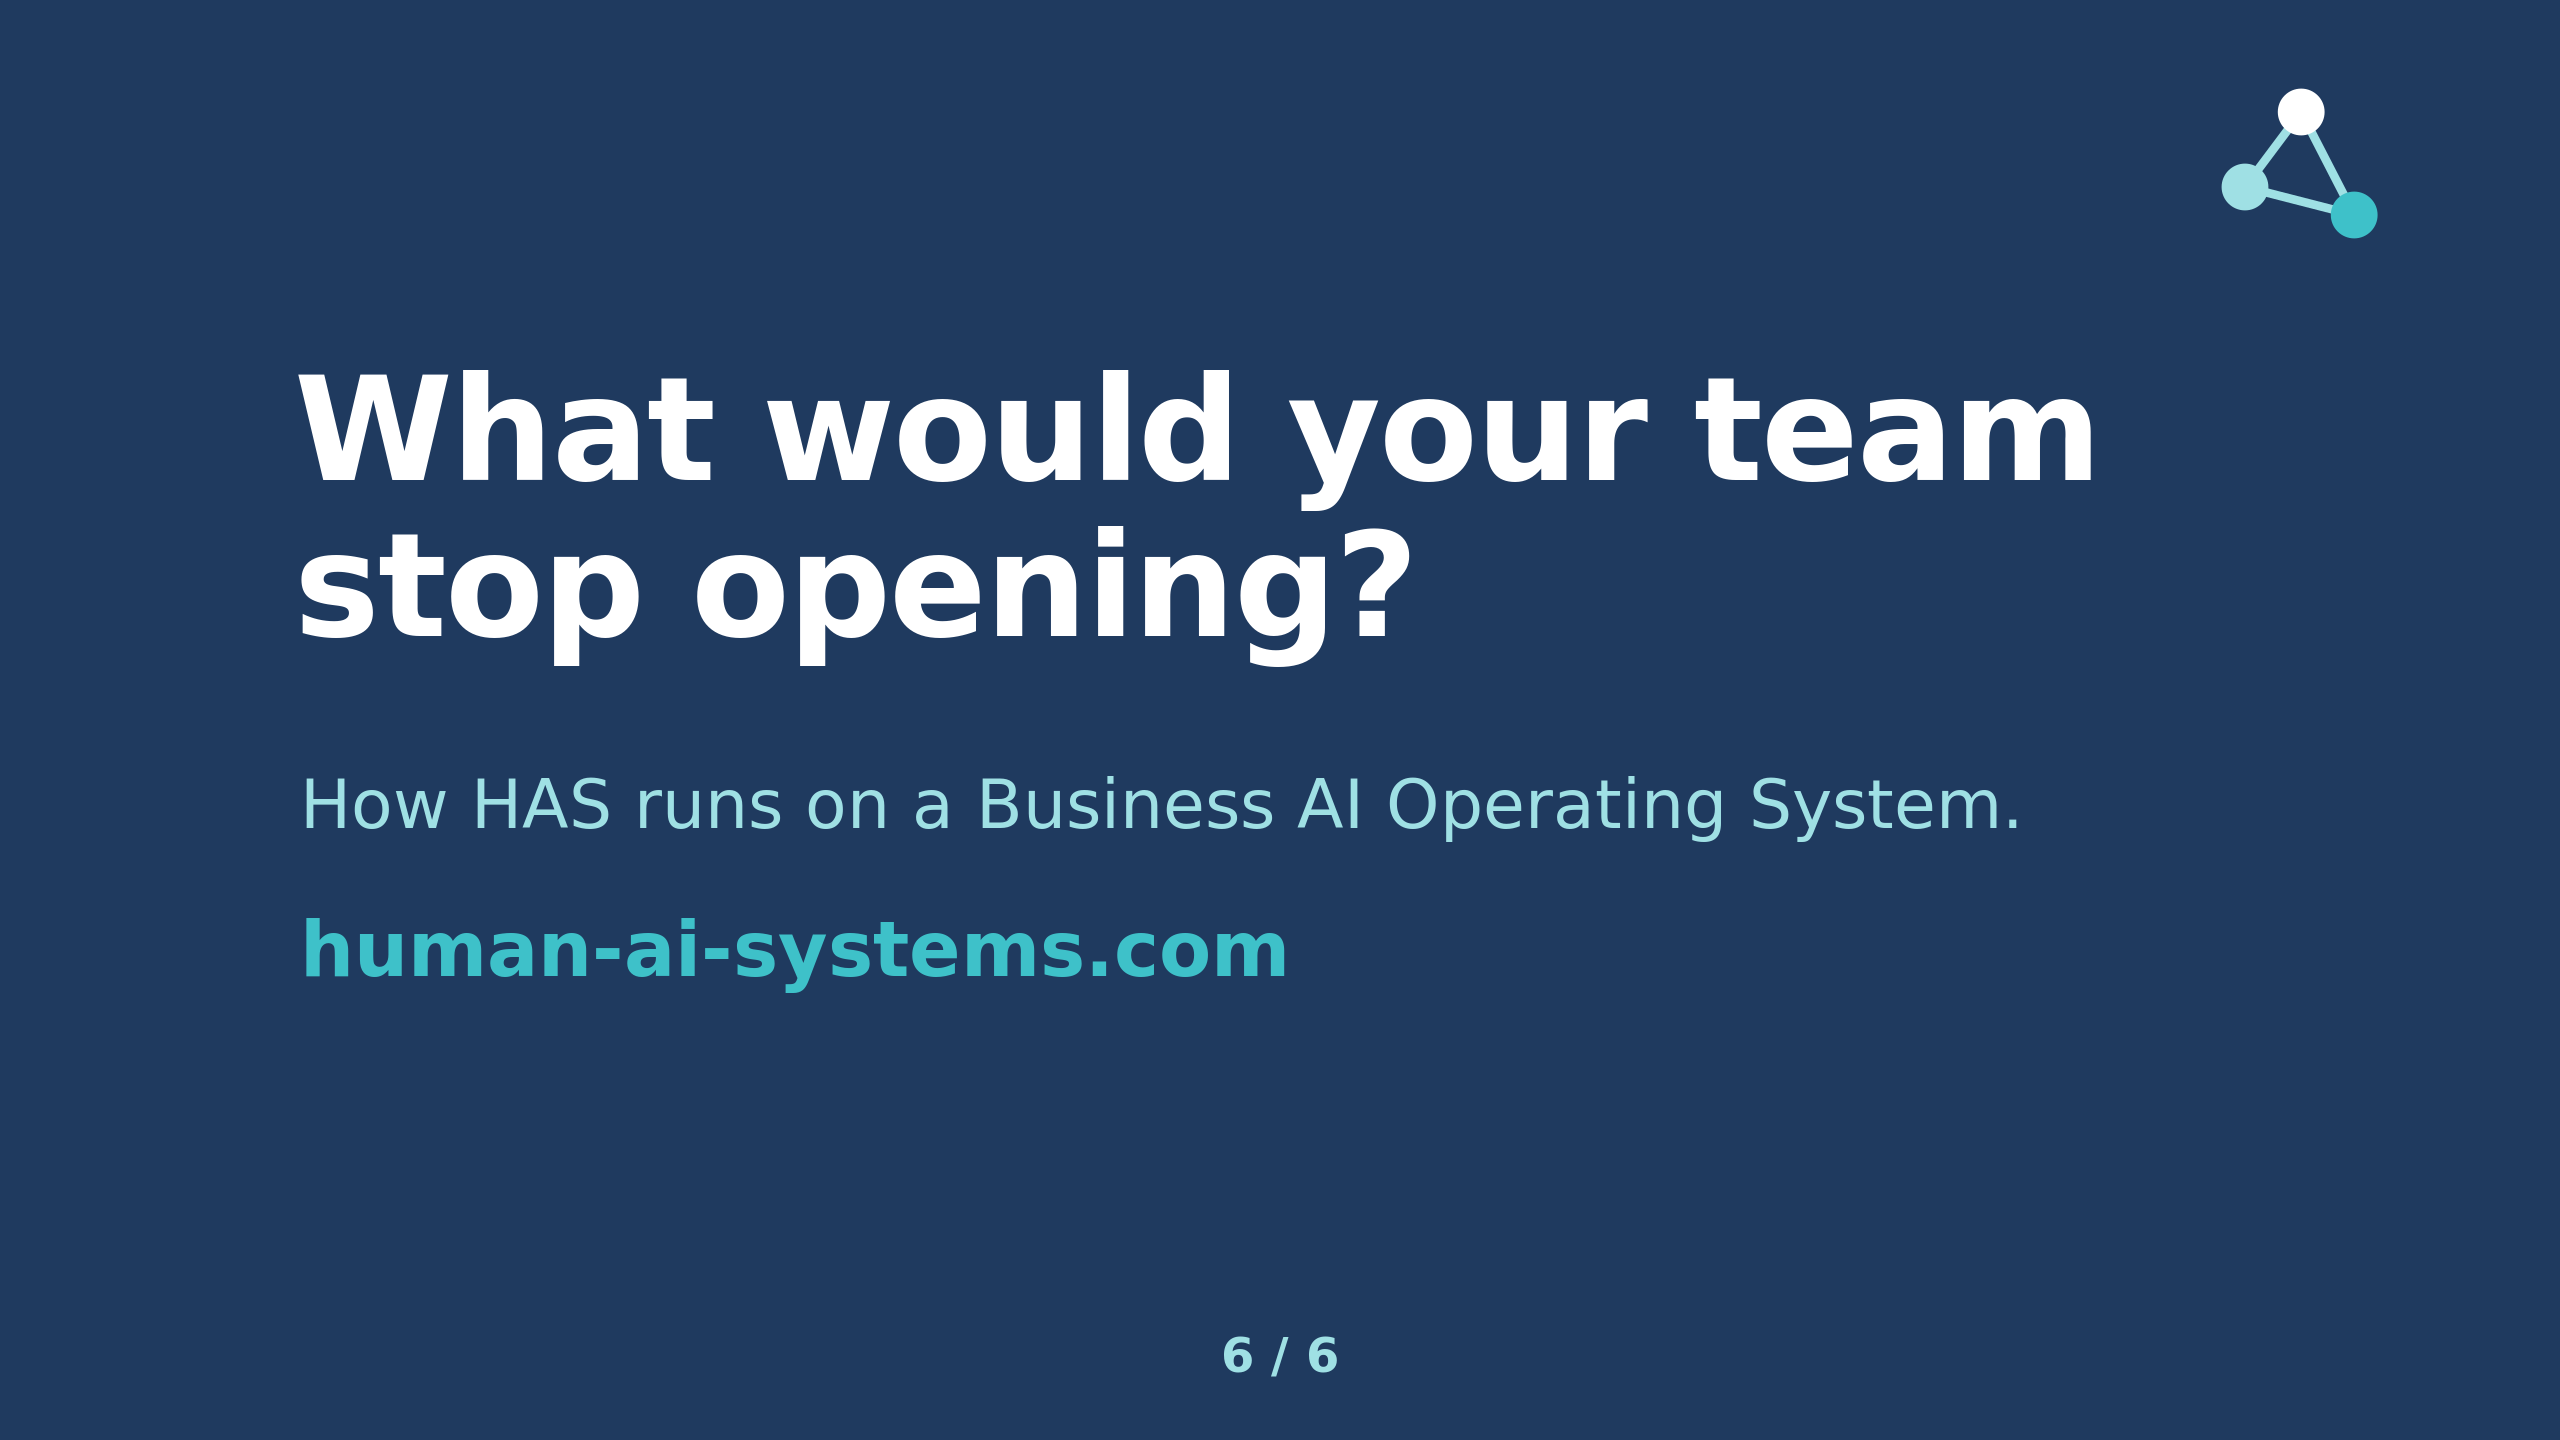 What would your team
stop opening?
How HAS runs on a Business AI Operating System.
human-ai-systems.com
6 / 6